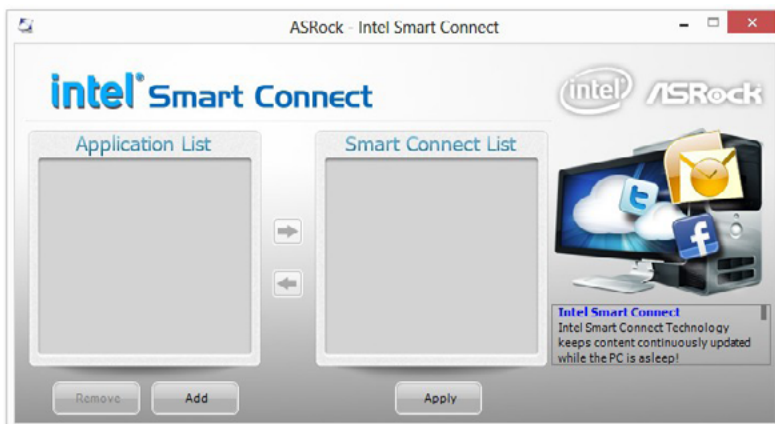 ASRock - Intel Smart Connect
intel Smart Connect
intel ASRock
Application List
Smart Connect List
Intel Smart Connect
Intel Smart Connect Technology
keeps content continuously updated
while the PC is asleep!
Remove
Add
Apply